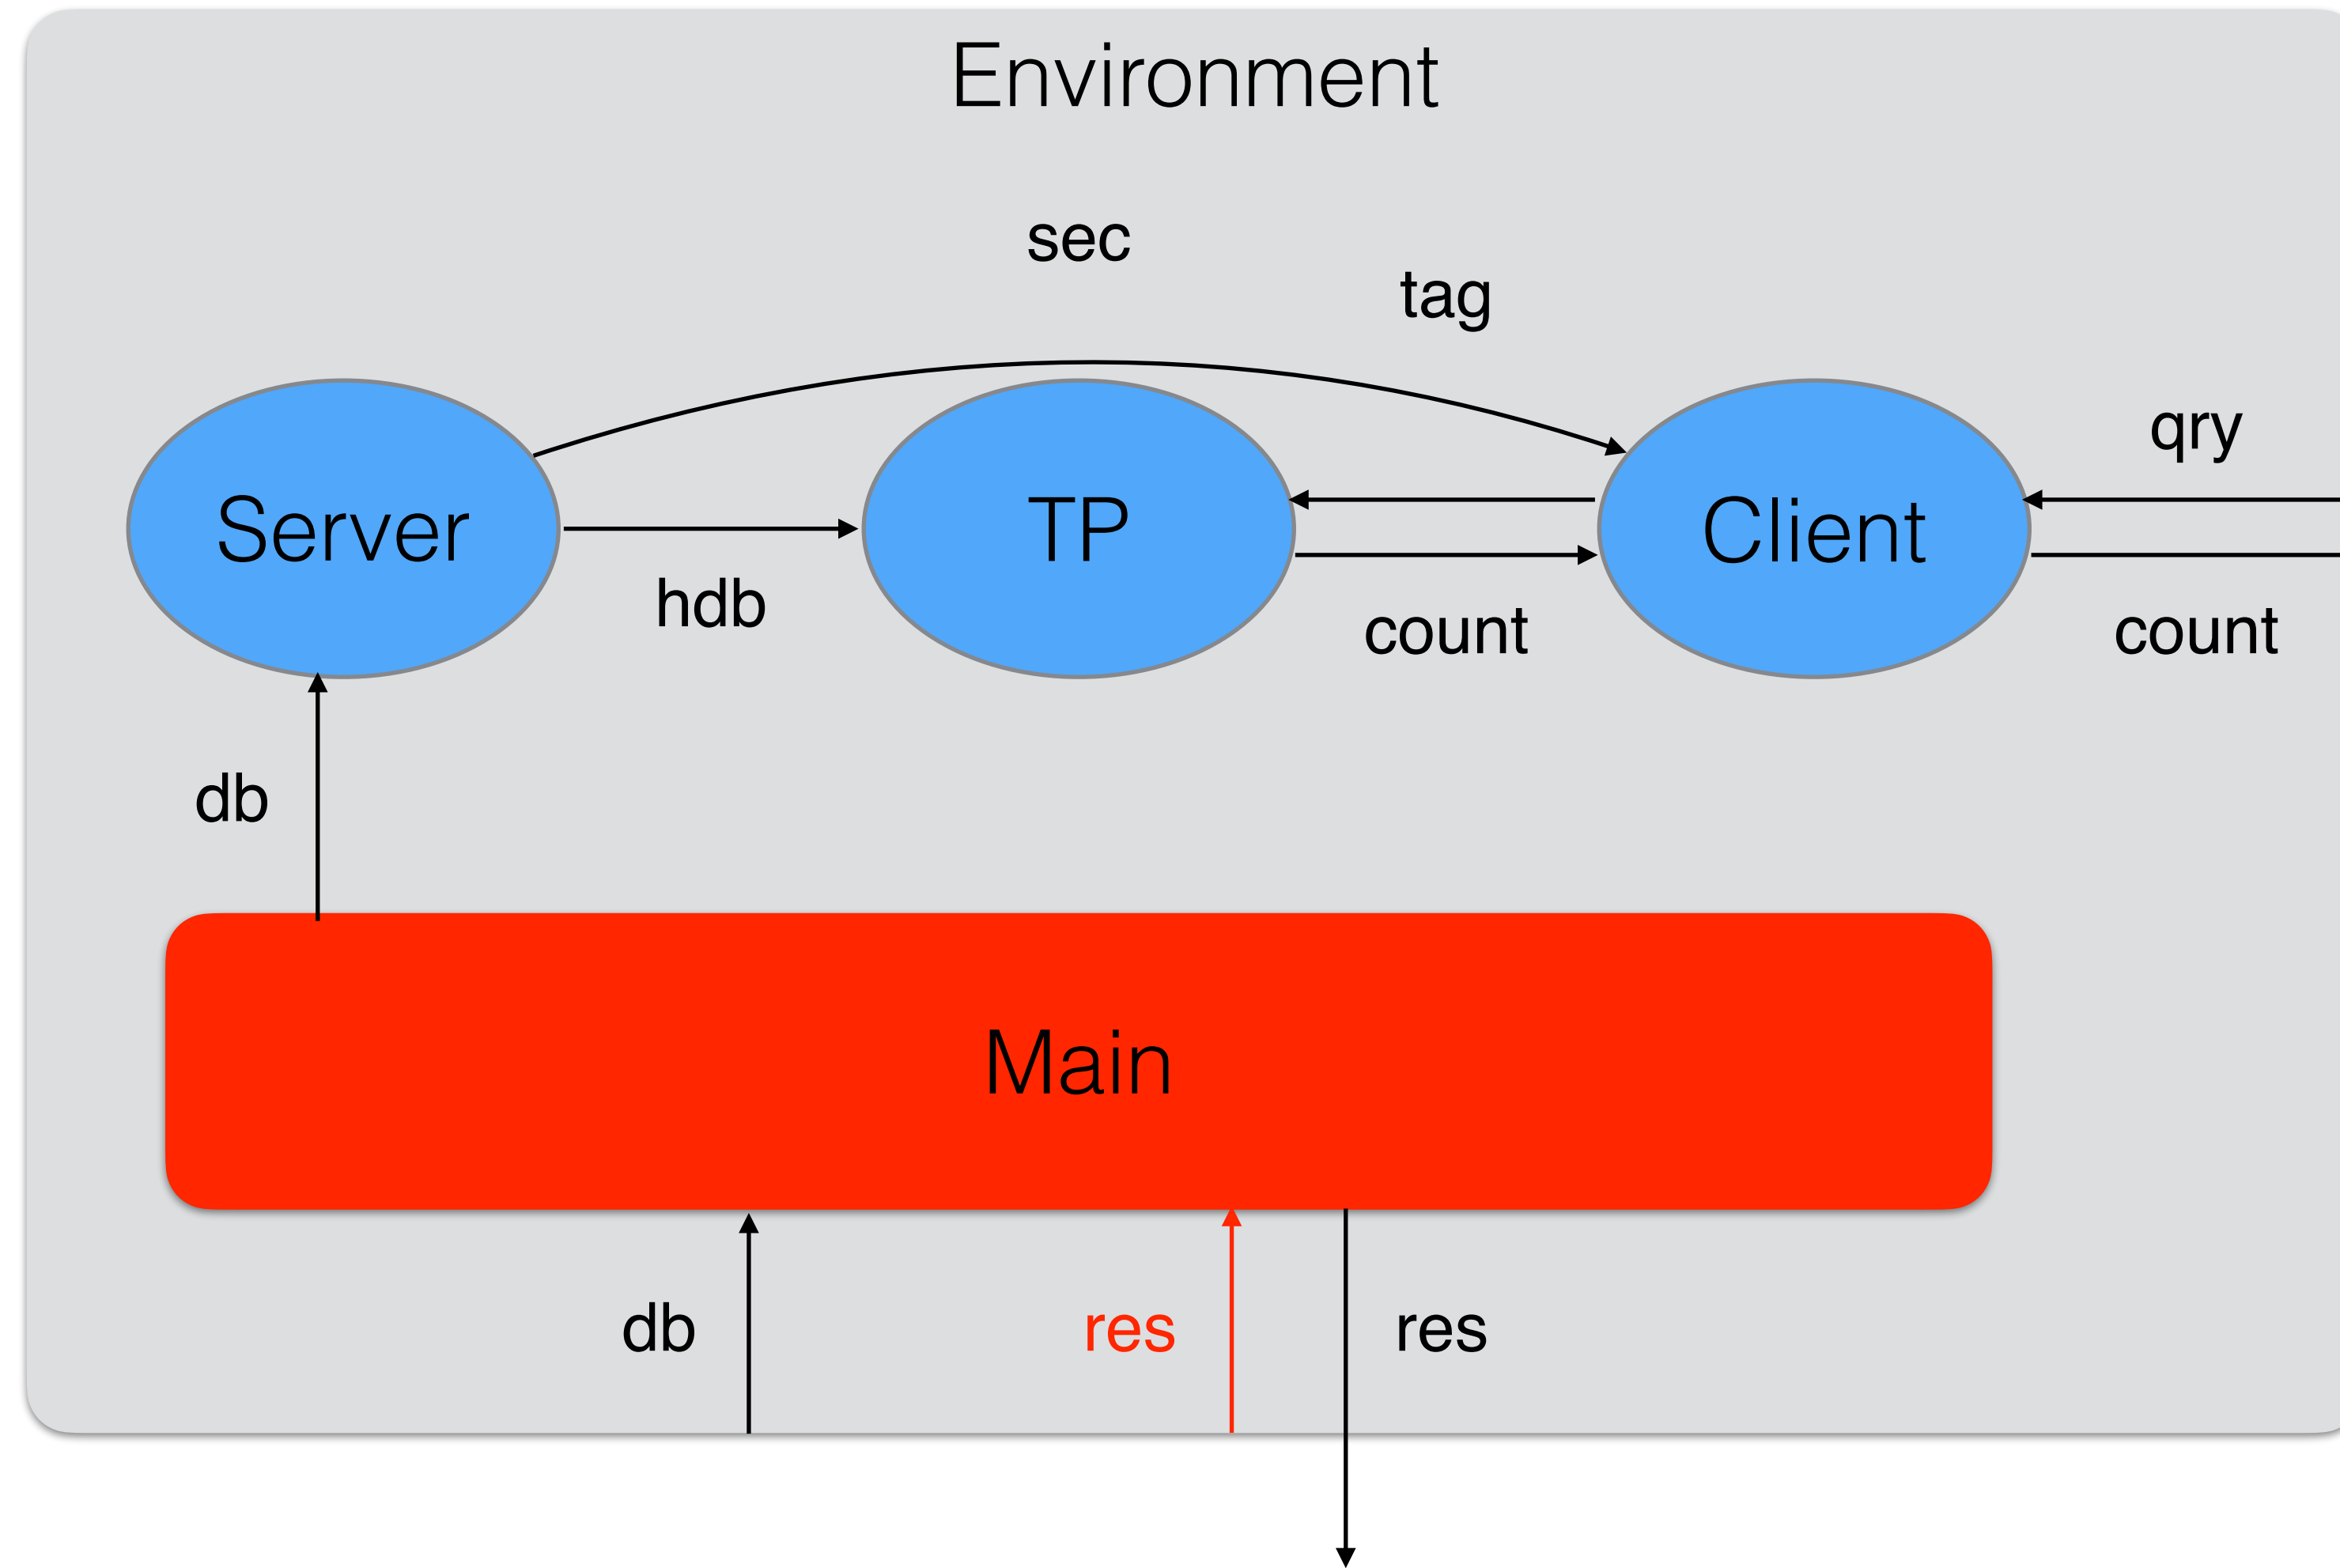 Environment
sec
tag
qry
Server
TP
Client
hdb
count
count
db
Main
db
res
res